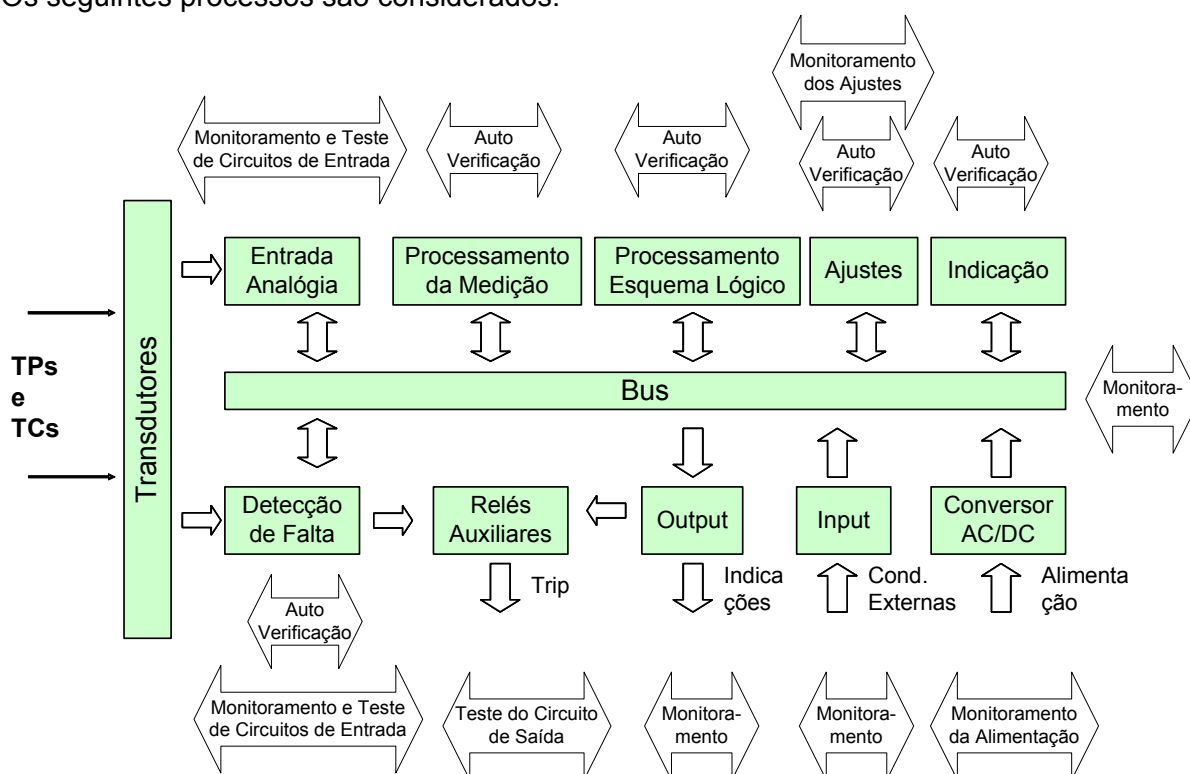 Os seguintes processos são considerados:
Monitoramento
dos Ajustes
Monitoramento e Teste
de Circuitos de Entrada
Auto
Verificação
Auto
Verificação
Auto
Verificação
Auto
Verificação
Entrada
Analógia
Processamento
da Medição
Processamento
Esquema Lógico
Ajustes
Indicação
TPs
e
TCs
Transdutores
Bus
Monitora-
mento
Detecção
de Falta
Relés
Auxiliares
Output
Input
Conversor
AC/DC
Trip
Indica
ções
Cond.
Externas
Alimenta
ção
Auto
Verificação
Monitoramento e Teste
de Circuitos de Entrada
Teste do Circuito
de Saída
Monitora-
mento
Monitora-
mento
Monitoramento
da Alimentação